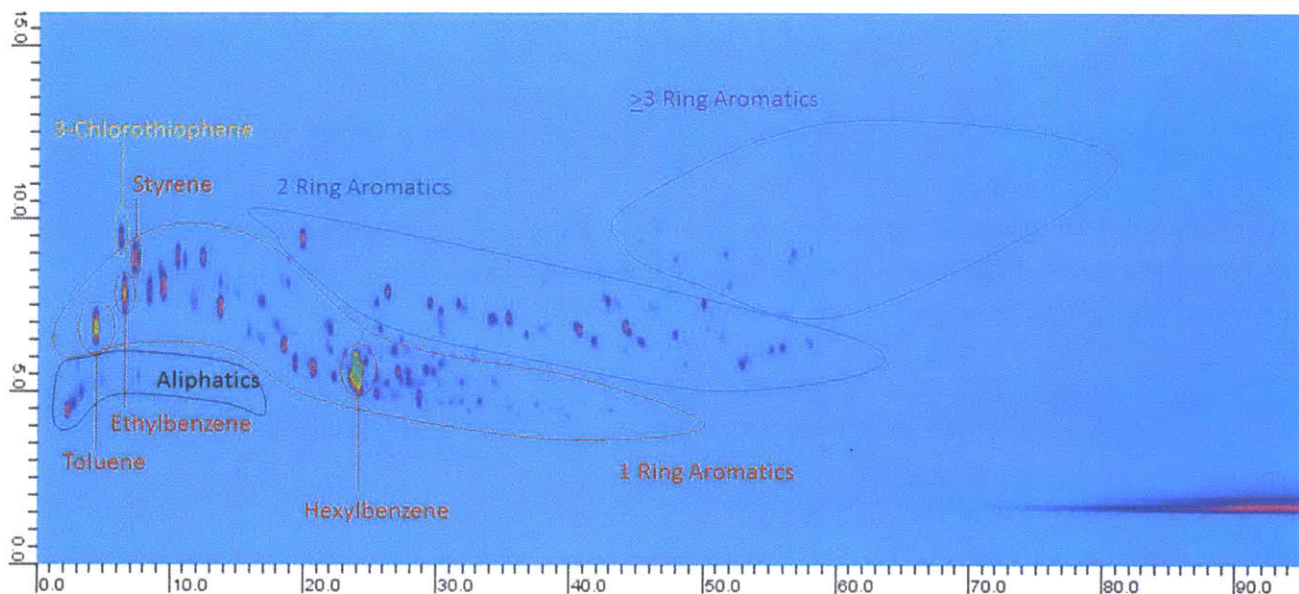 15.0
≥3 Ring Aromatics
3-Chlorothiophene
Styrene
2 Ring Aromatics
10.0
5.0
Aliphatics
Ethylbenzene
Toluene
1 Ring Aromatics
Hexylbenzene
0.0
0.0 10.0 20.0 30.0 40.0 50.0 60.0 70.0 80.0 90.0